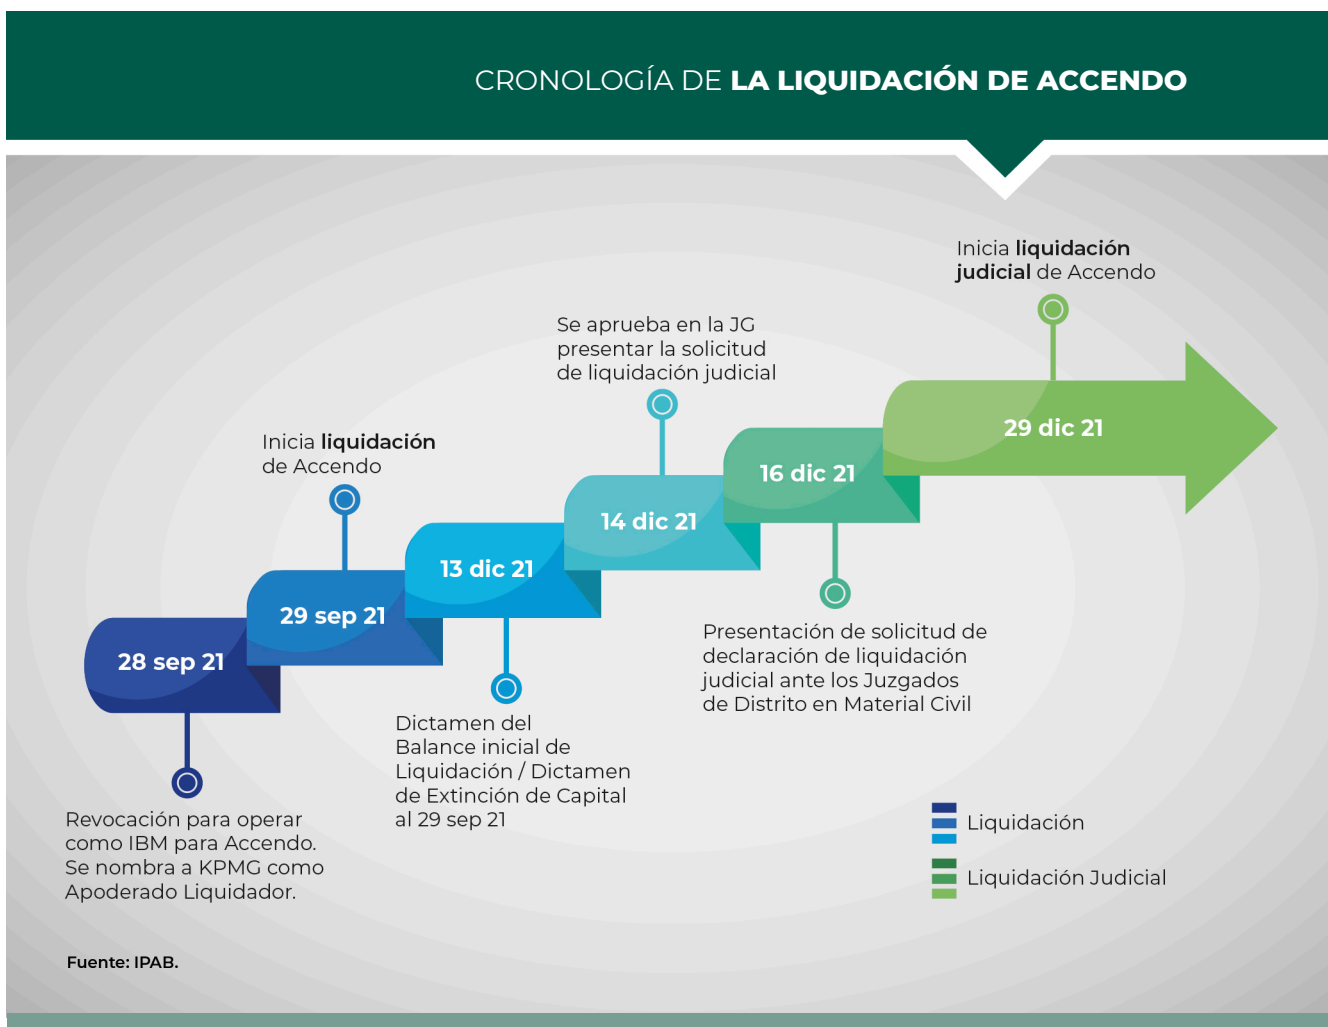 CRONOLOGÍA DE LA LIQUIDACIÓN DE ACCENDO
28 sep 21
Revocación para operar
como IBM para Accendo.
Se nombra a KPMG como
Apoderado Liquidador.
Inicia liquidación
de Accendo
29 sep 21
13 dic 21
Dictamen del
Balance inicial de
Liquidación / Dictamen
de Extinción de Capital
al 29 sep 21
Se aprueba en la JG
presentar la solicitud
de liquidación judicial
14 dic 21
16 dic 21
Presentación de solicitud de
declaración de liquidación
judicial ante los Juzgados
de Distrito en Material Civil
Inicia liquidación
judicial de Accendo
29 dic 21
Liquidación
Liquidación Judicial
Fuente: IPAB.